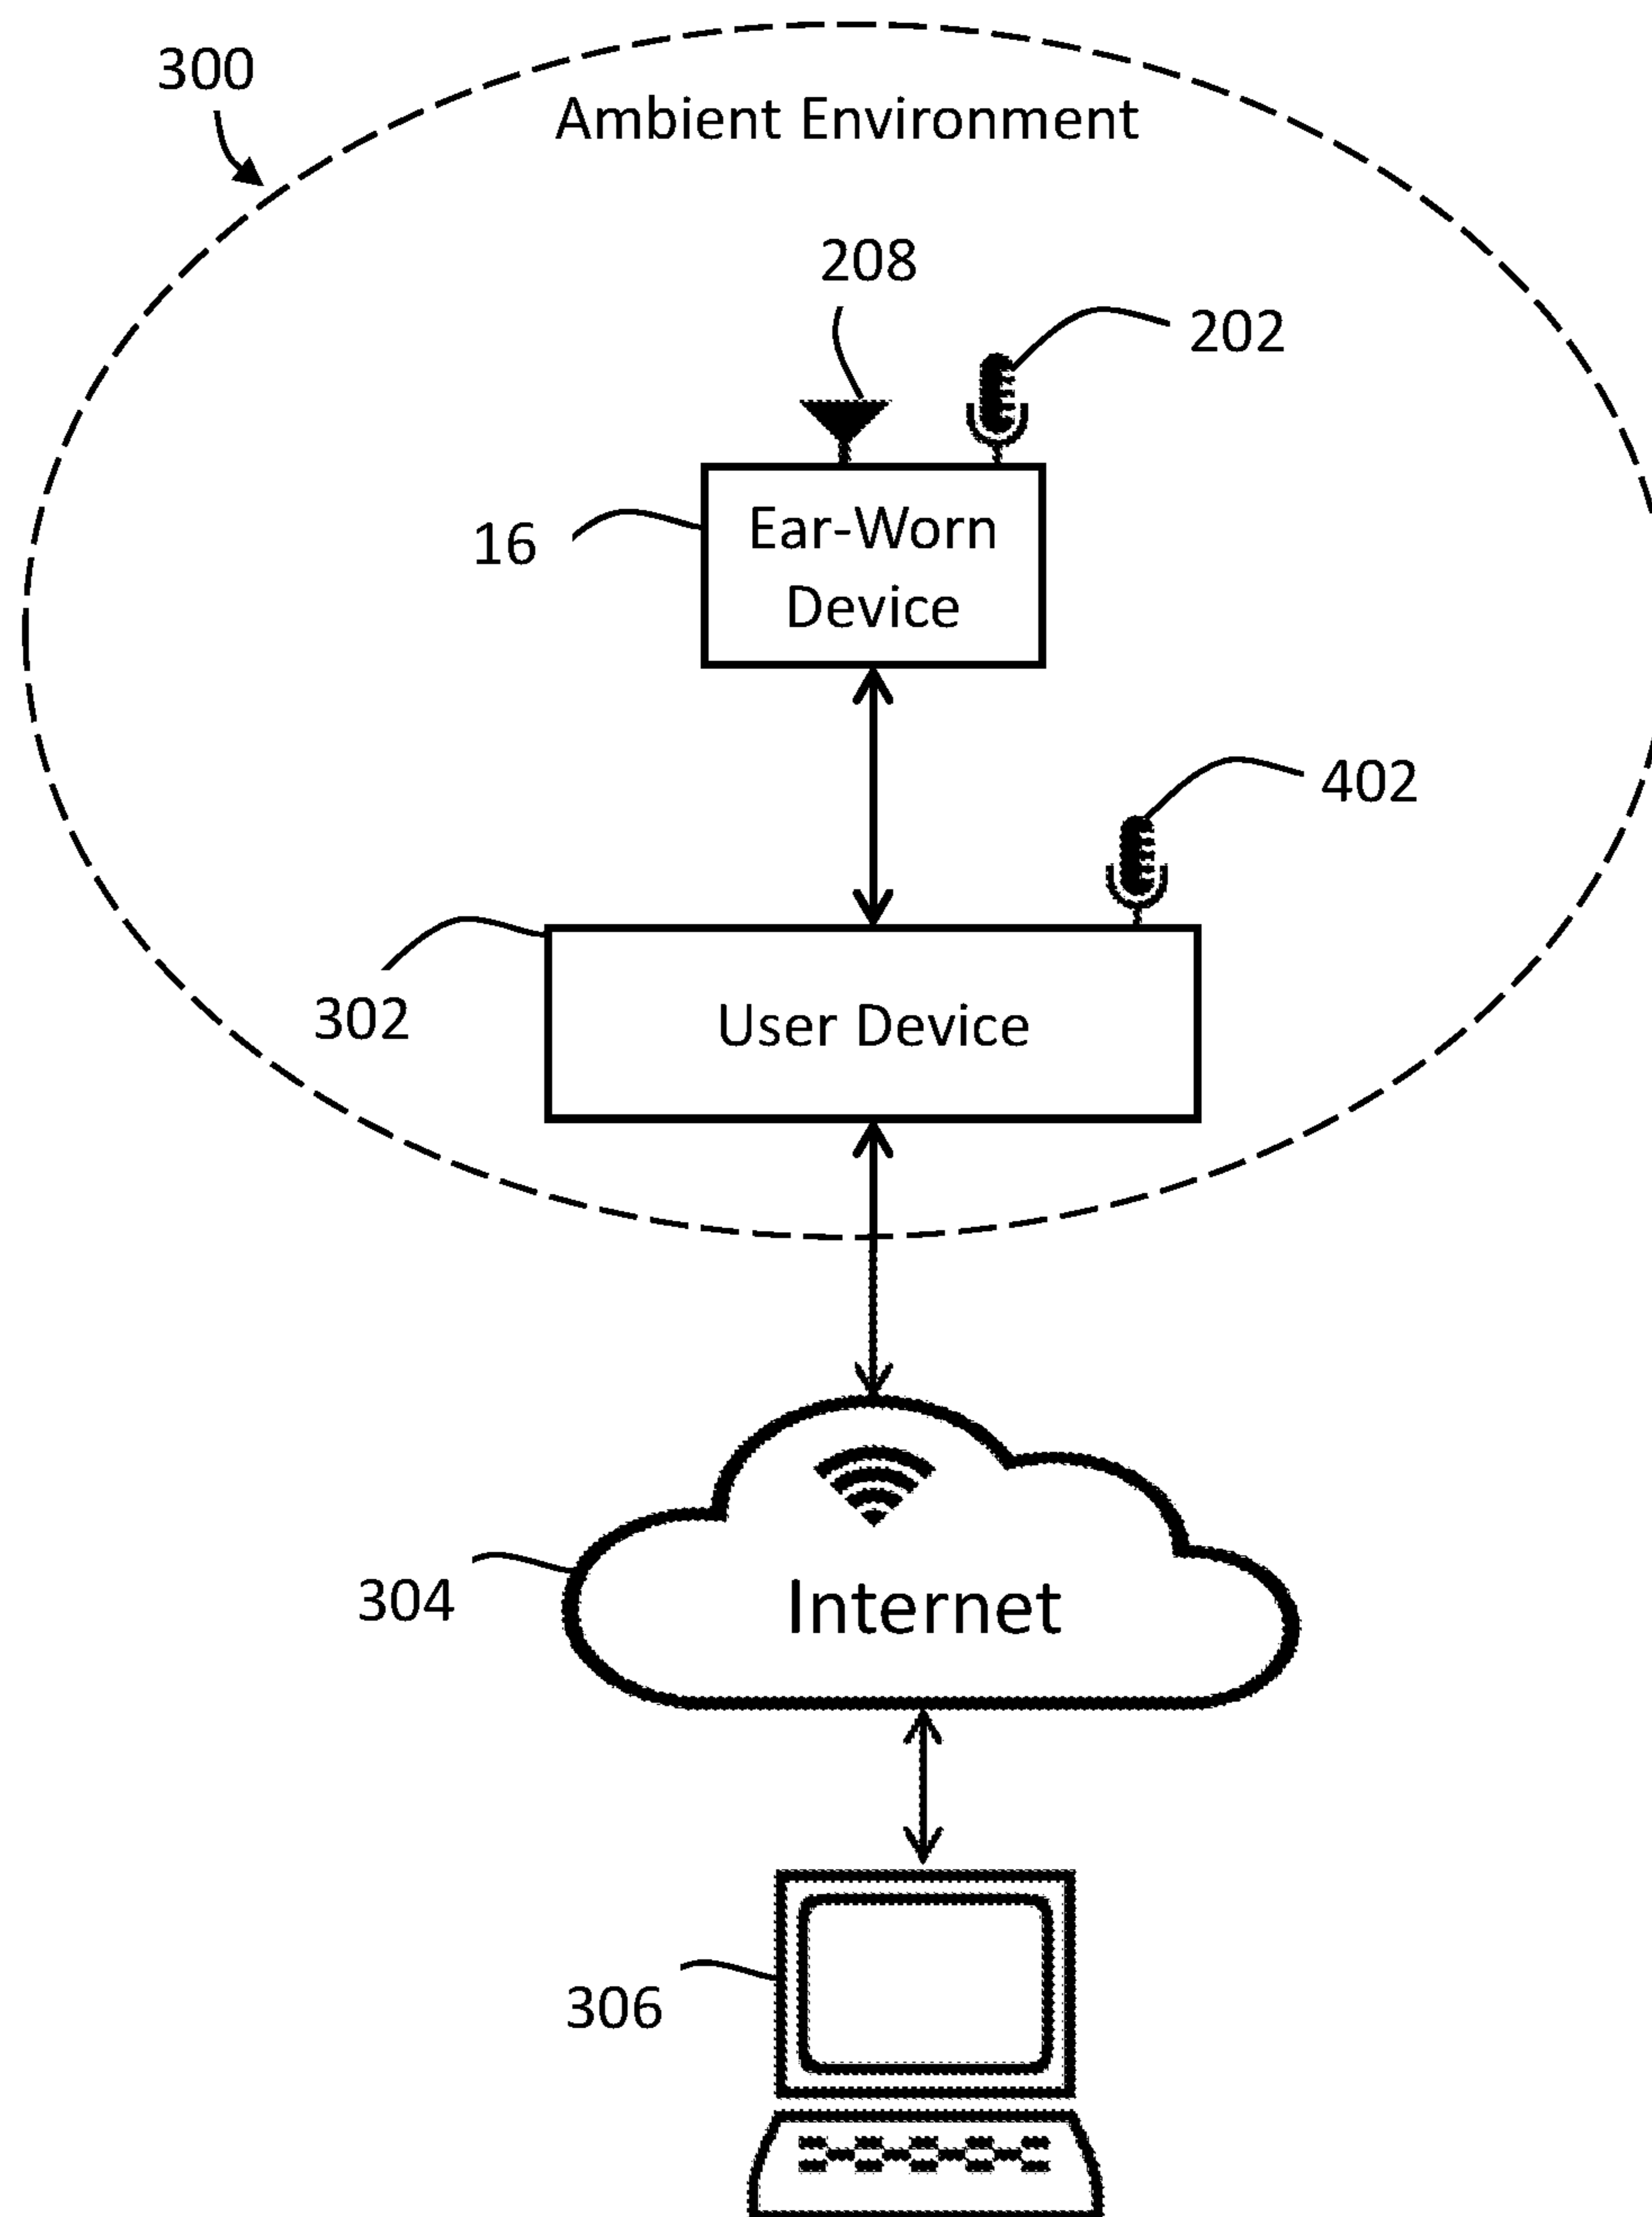 300
Ambient Environment
208
202
16
Ear-Worn
Device
402
302
User Device
304
Internet
306